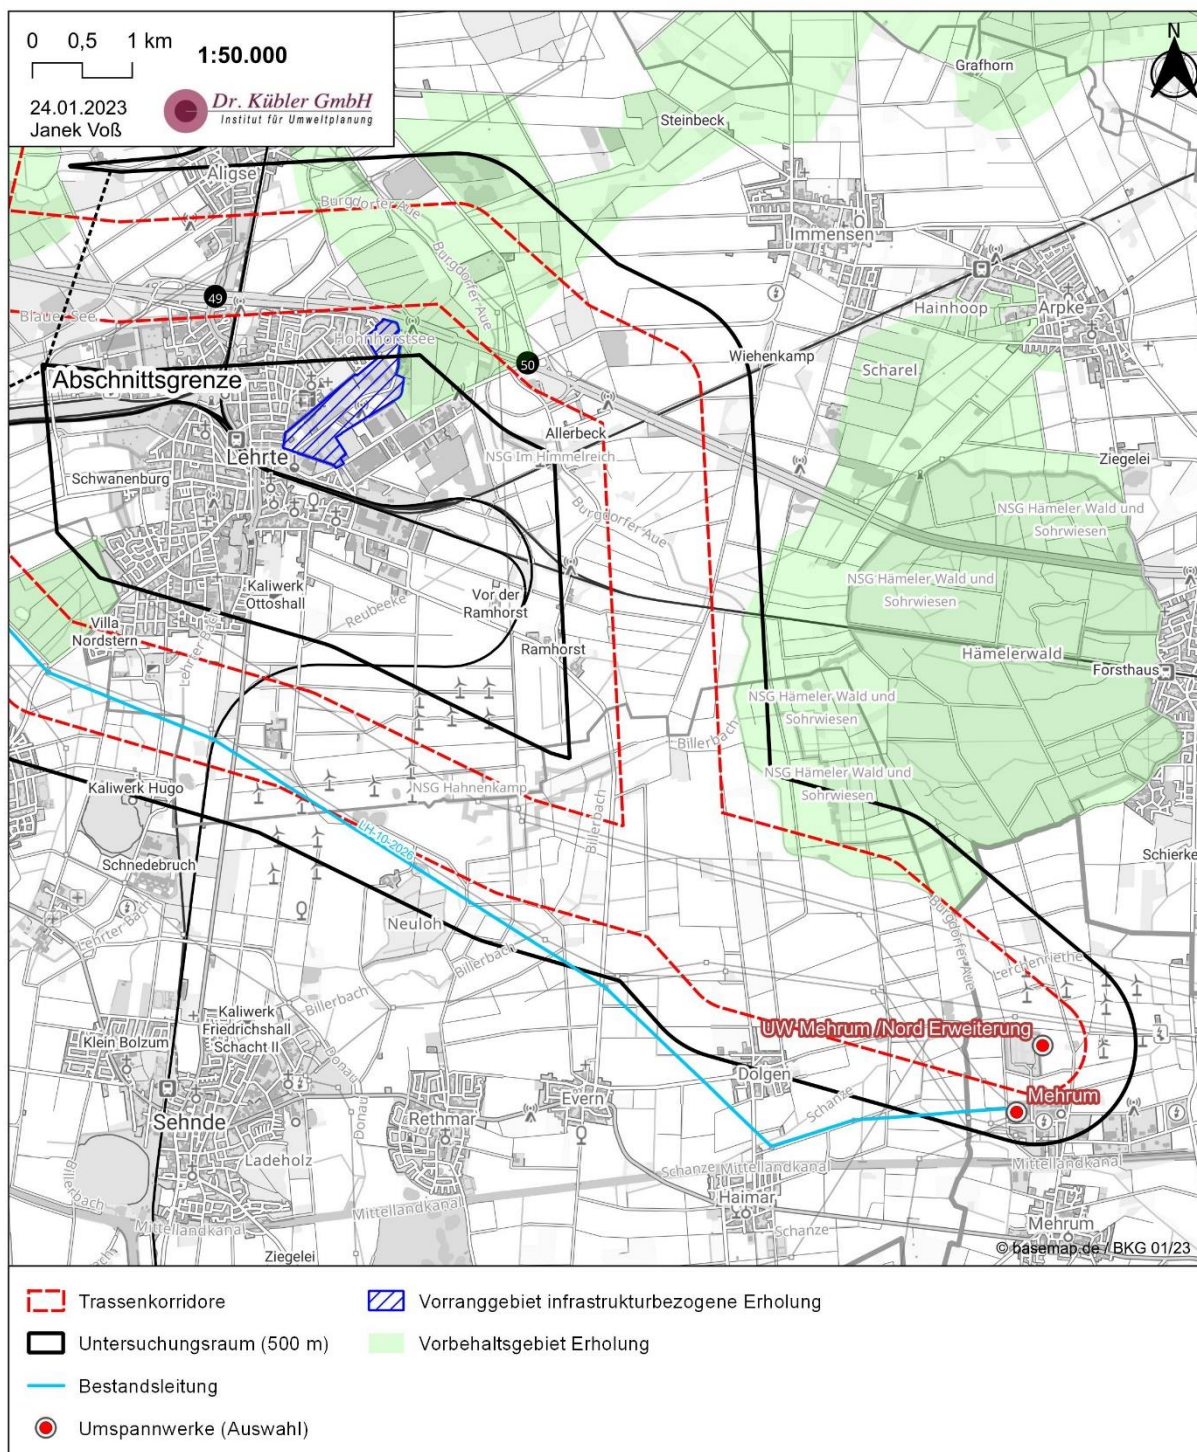 0 0,5 1 km
1:50.000
24.01.2023
Janek Voß
Dr. Kübler GmbH
Institut für Umweltplanung
N
Grafhorn
Steinbeck
Aligse
Burgdorfer Aue
Immensen
Burgdorfer Aue
49
Hainhoop
Arpke
Blauer See
Hohnhorstsee
50
Wiehenkamp
Scharel
Abschnittsgrenze
Allerbeck
Lehrte
NSG Im Himmelreich
Ziegelei
Schwanenburg
NSG Hämeler Wald und
Sohrwiesen
Burgdorfer Aue
NSG Hämeler Wald und
Sohrwiesen
Kaliwerk
Ottoshall
Vor der
Ramhorst
Reubeeke
Villa
Nordstern
Lehrter Bach
Ramhorst
Hämelerwald
Forsthaus
NSG Hämeler Wald und
Sohrwiesen
Billerbach
NSG Hämeler Wald und
Sohrwiesen
Kaliwerk Hugo
NSG Hahnenkamp
Billerbach
LH-10-2026
Schnedebruch
Schierke
Lehrter Bach
Neuloh
Burgdorfer Aue
Billerbach
Lerchenriethe
Billerbach
Kaliwerk
Friedrichshall
Schacht II
UW-Mehrum /Nord Erweiterung
Klein Bolzum
Donau
Dolgen
Sehnde
Evern
Schanze
Mehrum
Rethmar
Donau
Ladeholz
Schanze
Mittellandkanal
Mittellandkanal
Billerbach
Haimar
Mittellandkanal
Mittellandkanal
Schanze
Mehrum
Ziegelei
© basemap.de / BKG 01/23
Trassenkorridore
Vorranggebiet infrastrukturbezogene Erholung
Untersuchungsraum (500 m)
Vorbehaltsgebiet Erholung
Bestandsleitung
Umspannwerke (Auswahl)